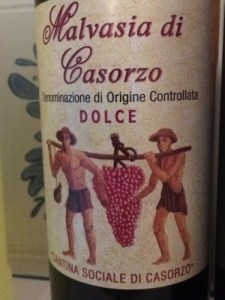 Malvasia di
Casorzo
Denominazione di Origine Controllata
DOLCE
"CANTINA SOCIALE DI CASORZO"